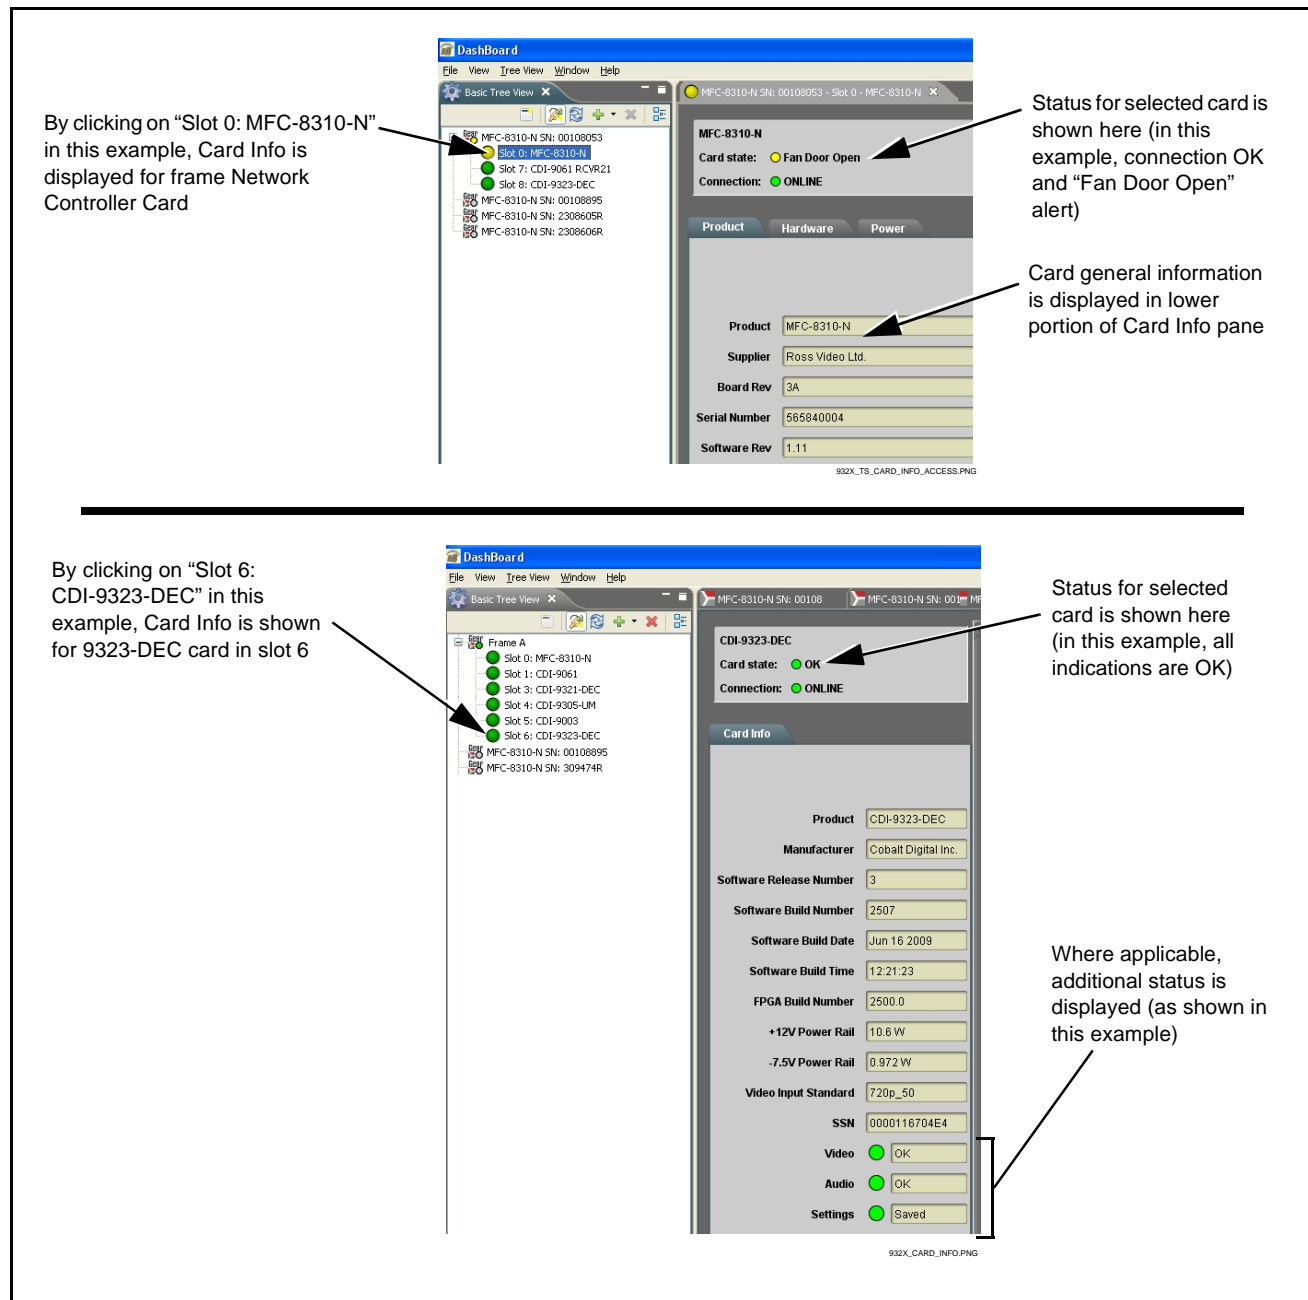 By clicking on “Slot 0: MFC-8310-N”
in this example, Card Info is
displayed for frame Network
Controller Card
DashBoard
File View Tree View Window Help
Basic Tree View
MFC-8310-N SN: 00108053
Slot 0: MFC-8310-N
Slot 7: CDI-9061 RCVR21
Slot 8: CDI-9323-DEC
MFC-8310-N SN: 00108895
MFC-8310-N SN: 2308605R
MFC-8310-N SN: 2308606R
MFC-8310-N SN: 00108053 - Slot 0 - MFC-8310-N
MFC-8310-N
Card state: Fan Door Open
Connection: ONLINE
Product Hardware Power
Product MFC-8310-N
Supplier Ross Video Ltd.
Board Rev 3A
Serial Number 565840004
Software Rev 1.11
Status for selected card is
shown here (in this
example, connection OK
and “Fan Door Open”
alert)
Card general information
is displayed in lower
portion of Card Info pane
932X_TS_CARD_INFO_ACCESS.PNG
By clicking on “Slot 6:
CDI-9323-DEC” in this
example, Card Info is shown
for 9323-DEC card in slot 6
DashBoard
File View Tree View Window Help
Basic Tree View
Gear Frame A
Slot 0: MFC-8310-N
Slot 1: CDI-9061
Slot 3: CDI-9321-DEC
Slot 4: CDI-9305-UM
Slot 5: CDI-9003
Slot 6: CDI-9323-DEC
Gear MFC-8310-N SN: 00108895
Gear MFC-8310-N SN: 309474R
MFC-8310-N SN: 00108 MFC-8310-N SN: 001 MF
CDI-9323-DEC
Card state: OK
Connection: ONLINE
Card Info
Product CDI-9323-DEC
Manufacturer Cobalt Digital Inc.
Software Release Number 3
Software Build Number 2507
Software Build Date Jun 16 2009
Software Build Time 12:21:23
FPGA Build Number 2500.0
+12V Power Rail 10.6 W
-7.5V Power Rail 0.972 W
Video Input Standard 720p_50
SSN 0000116704E4
Video OK
Audio OK
Settings Saved
Status for selected
card is shown here
(in this example, all
indications are OK)
Where applicable,
additional status is
displayed (as shown in
this example)
932X_CARD_INFO.PNG